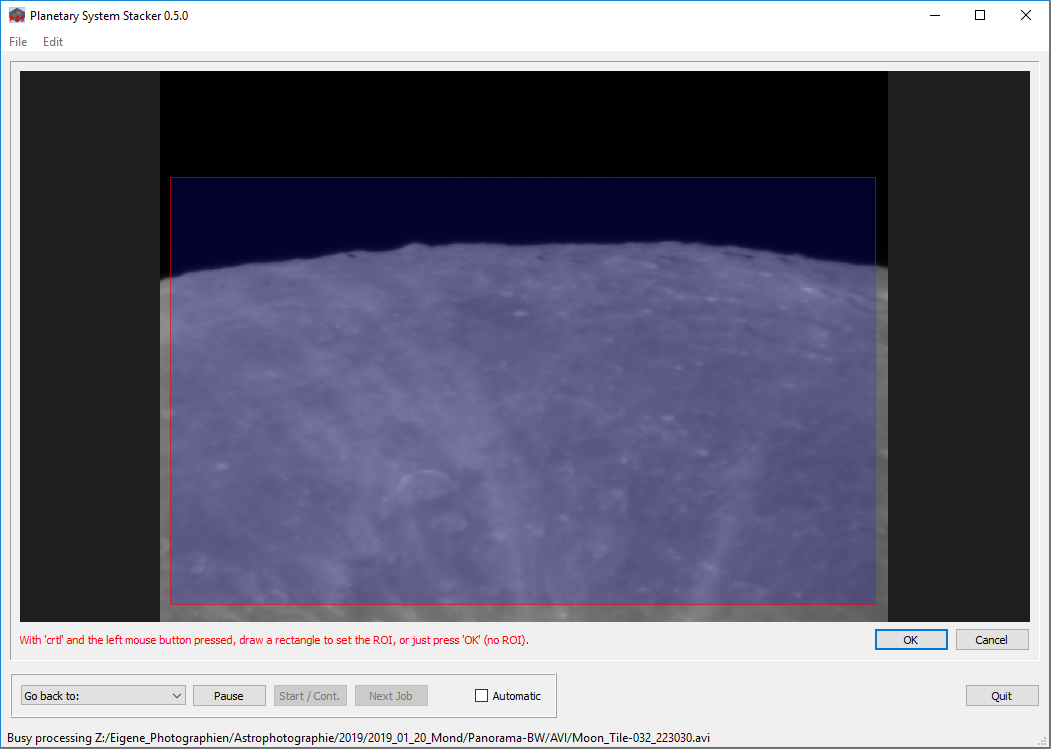 Planetary System Stacker 0.5.0
File Edit
With 'crtl' and the left mouse button pressed, draw a rectangle to set the ROI, or just press 'OK' (no ROI).
OK Cancel
Go back to: Pause Start / Cont. Next Job Automatic Quit
Busy processing Z:/Eigene_Photographien/Astrophotographie/2019/2019_01_20_Mond/Panorama-BW/AVI/Moon_Tile-032_223030.avi